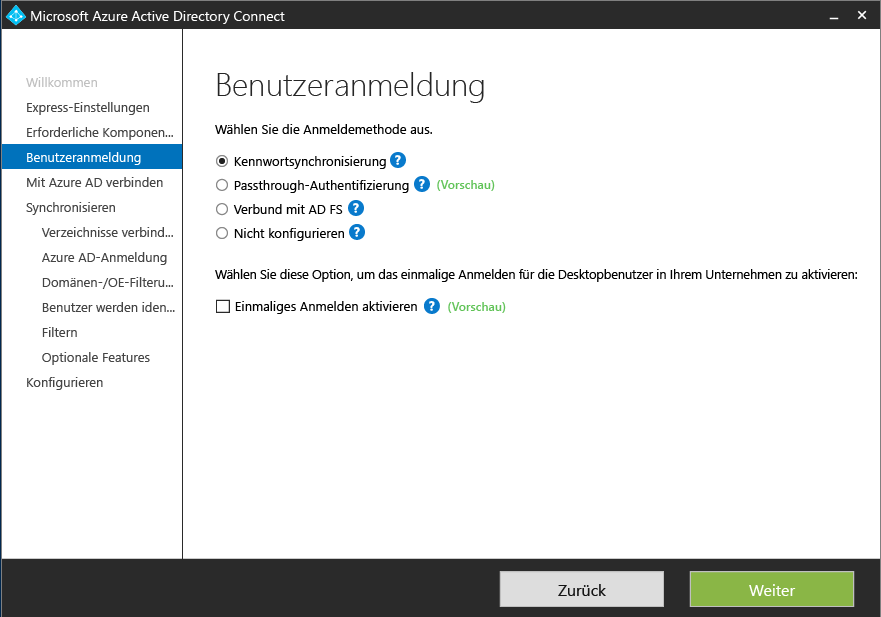 Microsoft Azure Active Directory Connect
Willkommen
Express-Einstellungen
Erforderliche Komponen...
Benutzeranmeldung
Mit Azure AD verbinden
Synchronisieren
Verzeichnisse verbind...
Azure AD-Anmeldung
Domänen-/OE-Filteru...
Benutzer werden iden...
Filtern
Optionale Features
Konfigurieren
Benutzeranmeldung
Wählen Sie die Anmeldemethode aus.
Kennwortsynchronisierung ?
Passthrough-Authentifizierung ? (Vorschau)
Verbund mit AD FS ?
Nicht konfigurieren ?
Wählen Sie diese Option, um das einmalige Anmelden für die Desktopbenutzer in Ihrem Unternehmen zu aktivieren:
Einmaliges Anmelden aktivieren ? (Vorschau)
Zurück
Weiter